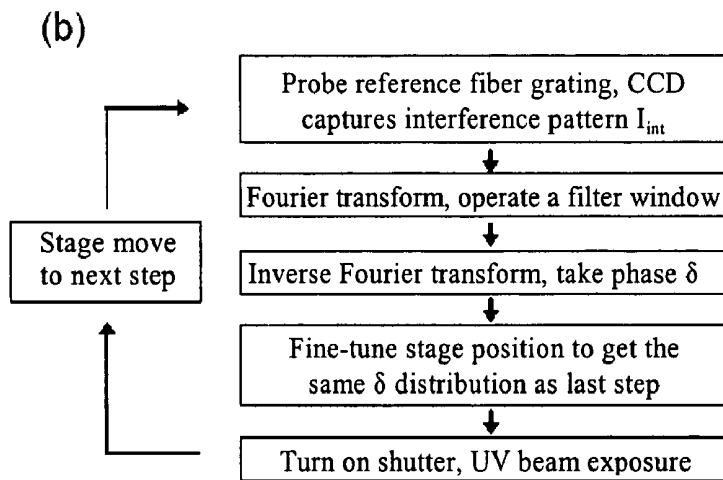 (b)
Probe reference fiber grating, CCD
captures interference pattern I_int
Fourier transform, operate a filter window
Stage move
to next step
Inverse Fourier transform, take phase δ
Fine-tune stage position to get the
same δ distribution as last step
Turn on shutter, UV beam exposure